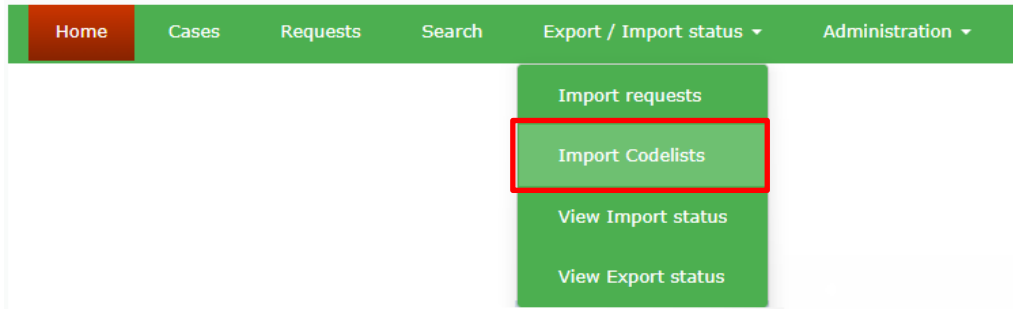 Home Cases Requests Search Export / Import status Administration
Import requests
Import Codelists
View Import status
View Export status